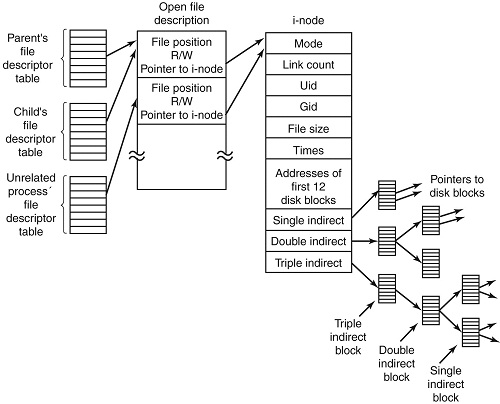 Open file
description
i-node
Parent's
file
descriptor
table
Child's
file
descriptor
table
Unrelated
process´
file
descriptor
table
File position
R/W
Pointer to i-node
File position
R/W
Pointer to i-node
Mode
Link count
Uid
Gid
File size
Times
Addresses of
first 12
disk blocks
Single indirect
Double indirect
Triple indirect
Pointers to
disk blocks
Triple
indirect
block
Double
indirect
block
Single
indirect
block